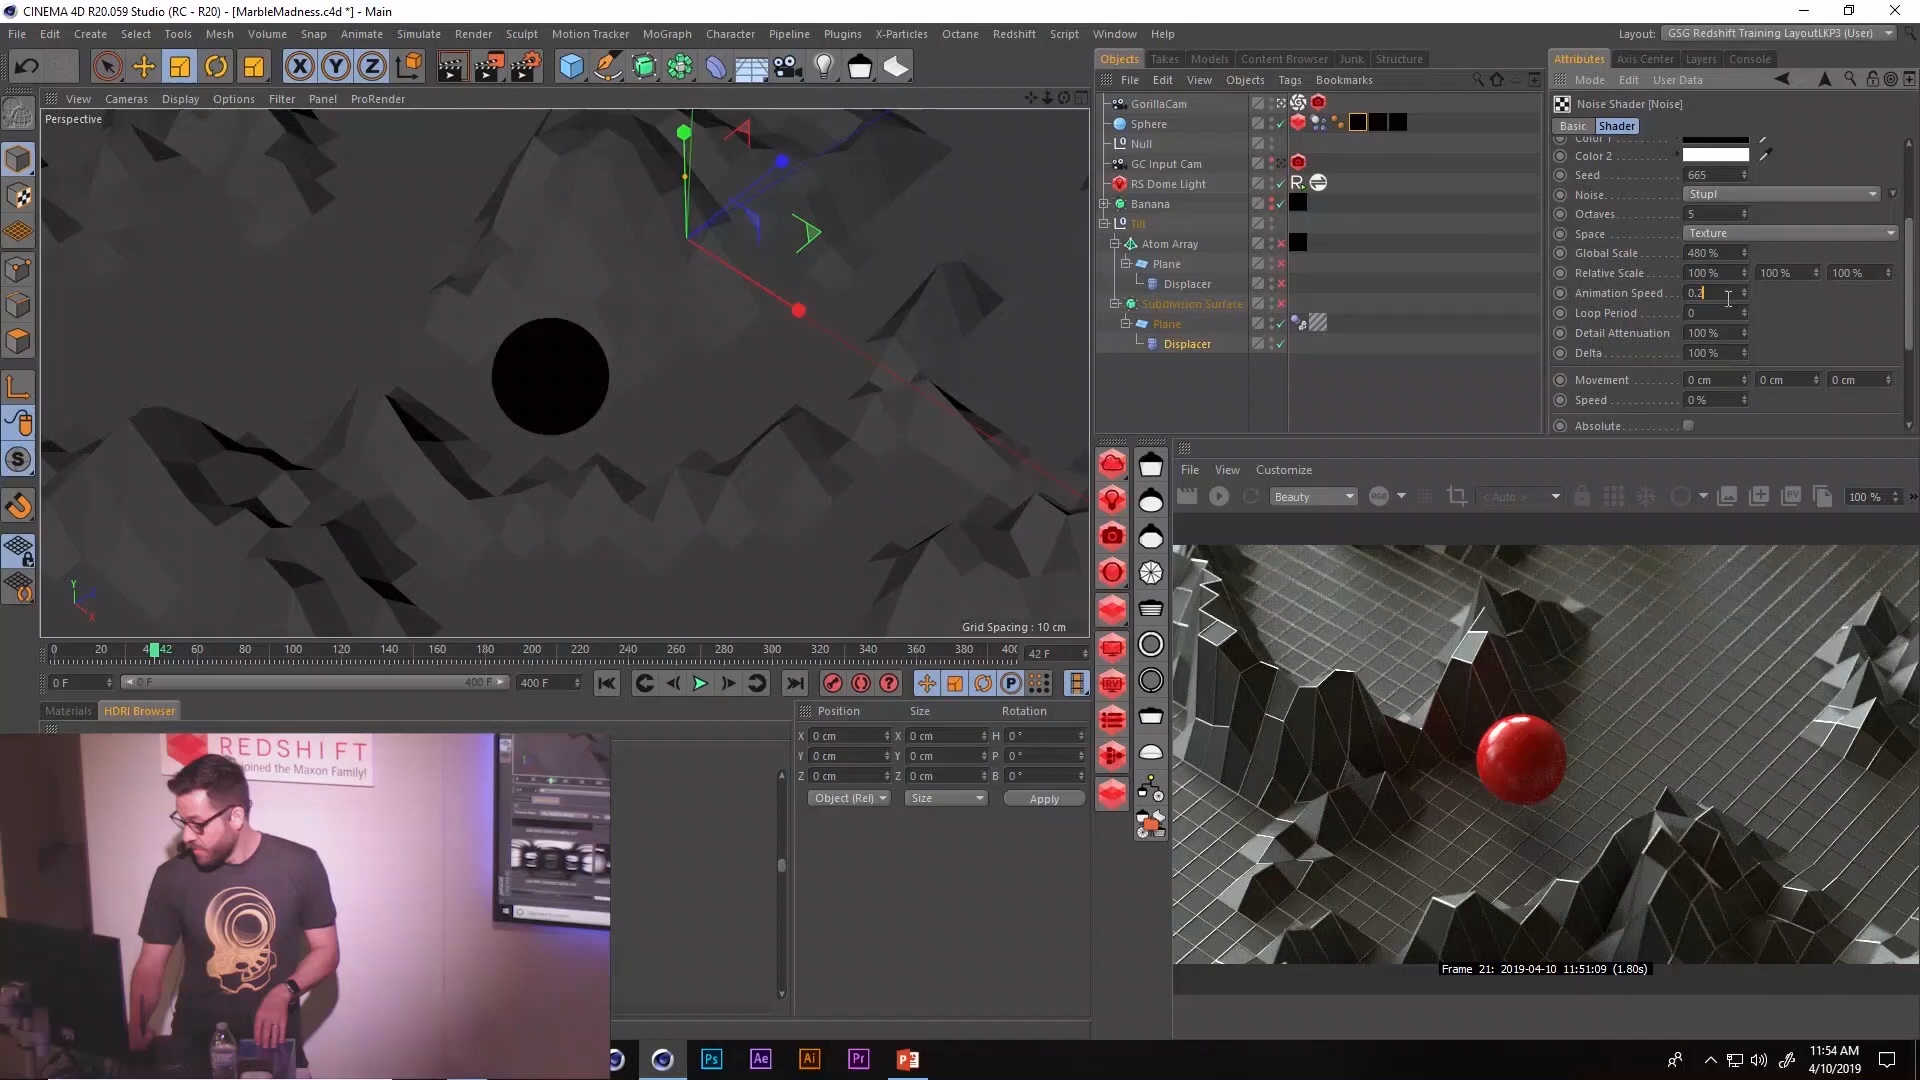 CINEMA 4D R20.059 Studio (RC - R20) - [MarbleMadness.c4d *] - Main
File Edit Create Select Tools Mesh Volume Snap Animate Simulate Render Sculpt Motion Tracker MoGraph Character Pipeline Plugins X-Particles Octane Redshift Script Window Help
Layout: GSG Redshift Training LayoutLKP3 (User)
X Y Z
Objects Takes Models Content Browser Junk Structure
Attributes Axis Center Layers Console
File Edit View Objects Tags Bookmarks
Mode Edit User Data
View Cameras Display Options Filter Panel ProRender
Perspective
GorillaCam
Sphere
Null
GC Input Cam
RS Dome Light
Banana
Tilt
Atom Array
Plane
Displacer
Subdivision Surface
Plane
Displacer
Noise Shader [Noise]
Basic Shader
Color 1
Color 2
Seed 665
Noise: Stupl
Octaves 5
Space Texture
Global Scale 480 %
Relative Scale 100 % 100 % 100 %
Animation Speed 0.2
Loop Period 0
Detail Attenuation 100 %
Delta 100 %
Movement 0 cm 0 cm 0 cm
Speed 0 %
Absolute
Y
X
Grid Spacing : 10 cm
0 20 4 42 60 80 100 120 140 160 180 200 220 240 260 280 300 320 340 360 380 400 42 F
0 F 0 F 400 F 400 F
P
Materials HDRI Browser
Position Size Rotation
X 0 cm X 0 cm H 0 °
Y 0 cm Y 0 cm P 0 °
Z 0 cm Z 0 cm B 0 °
Object (Rel) Size Apply
File View Customize
Beauty RGB < Auto > PV 100 %
RV
Frame 21: 2019-04-10 11:51:09 (1.80s)
REDSHIFT
joined the Maxon Family!
Ps Ae Ai Pr P
11:54 AM
4/10/2019